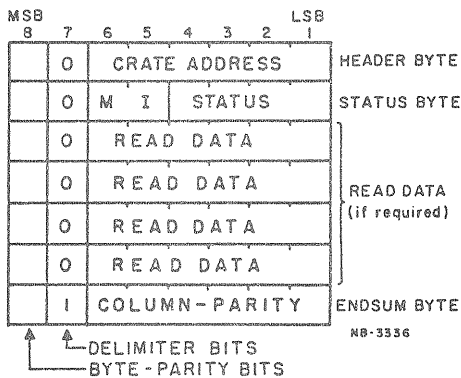 MSB LSB
8 7 6 5 4 3 2 1
0 CRATE ADDRESS HEADER BYTE
0 M I STATUS STATUS BYTE
0 READ DATA
0 READ DATA
READ DATA
(if required)
0 READ DATA
0 READ DATA
1 COLUMN-PARITY ENDSUM BYTE
NB-3336
DELIMITER BITS
BYTE-PARITY BITS